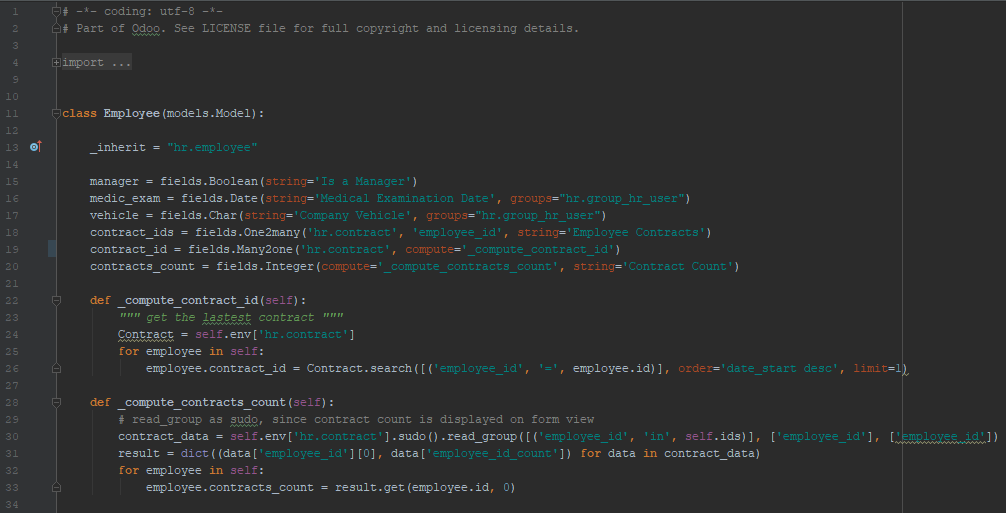 1 # -*- coding: utf-8 -*-
2 # Part of Odoo. See LICENSE file for full copyright and licensing details.
3
4 import ...
9
10
11 class Employee(models.Model):
12
13     _inherit = "hr.employee"
14
15     manager = fields.Boolean(string='Is a Manager')
16     medic_exam = fields.Date(string='Medical Examination Date', groups="hr.group_hr_user")
17     vehicle = fields.Char(string='Company Vehicle', groups="hr.group_hr_user")
18     contract_ids = fields.One2many('hr.contract', 'employee_id', string='Employee Contracts')
19     contract_id = fields.Many2one('hr.contract', compute='_compute_contract_id')
20     contracts_count = fields.Integer(compute='_compute_contracts_count', string='Contract Count')
21
22     def _compute_contract_id(self):
23         """ get the lastest contract """
24         Contract = self.env['hr.contract']
25         for employee in self:
26             employee.contract_id = Contract.search([('employee_id', '=', employee.id)], order='date_start desc', limit=1)
27
28     def _compute_contracts_count(self):
29         # read_group as sudo, since contract count is displayed on form view
30         contract_data = self.env['hr.contract'].sudo().read_group([('employee_id', 'in', self.ids)], ['employee_id'], ['employee_id'])
31         result = dict((data['employee_id'][0], data['employee_id_count']) for data in contract_data)
32         for employee in self:
33             employee.contracts_count = result.get(employee.id, 0)
34